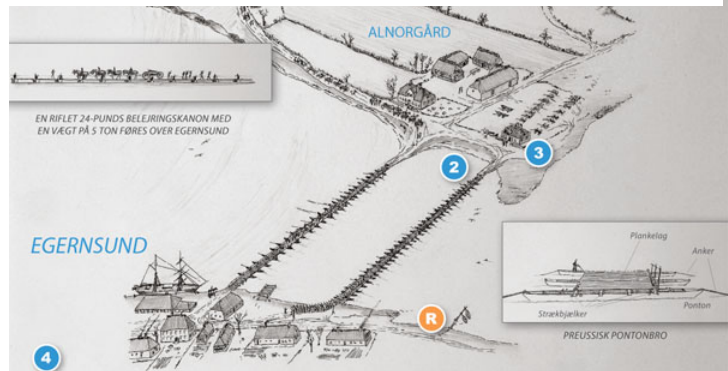 ALNORGÅRD
EN RIFLET 24-PUNDS BELEJRINGSKANON MED
EN VÆGT PÅ 5 TON FØRES OVER EGERNSUND
2
3
EGERNSUND
Plankelag
Anker
Strækbjælker
Ponton
PREUSSISK PONTONBRO
R
4